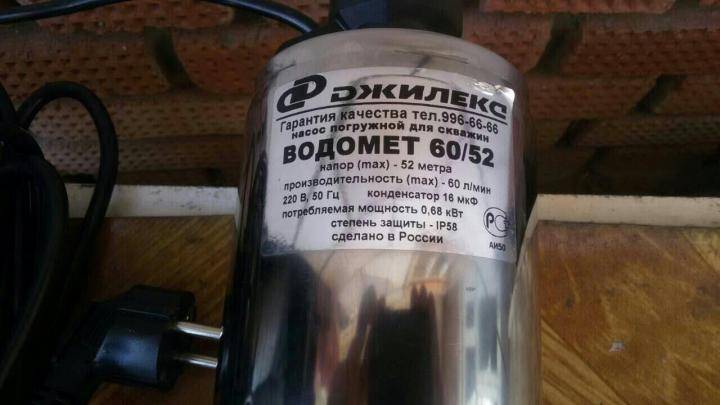 ДЖИЛЕКС
Гарантия качества тел.996-66-66
насос погружной для скважин
ВОДОМЕТ 60/52
напор (max) - 52 метра
производительность (max) - 60 л/мин
220 В, 50 Гц конденсатор 16 мкФ
потребляемая мощность 0,68 кВт
степень защиты - IP58
сделано в России
АИ50